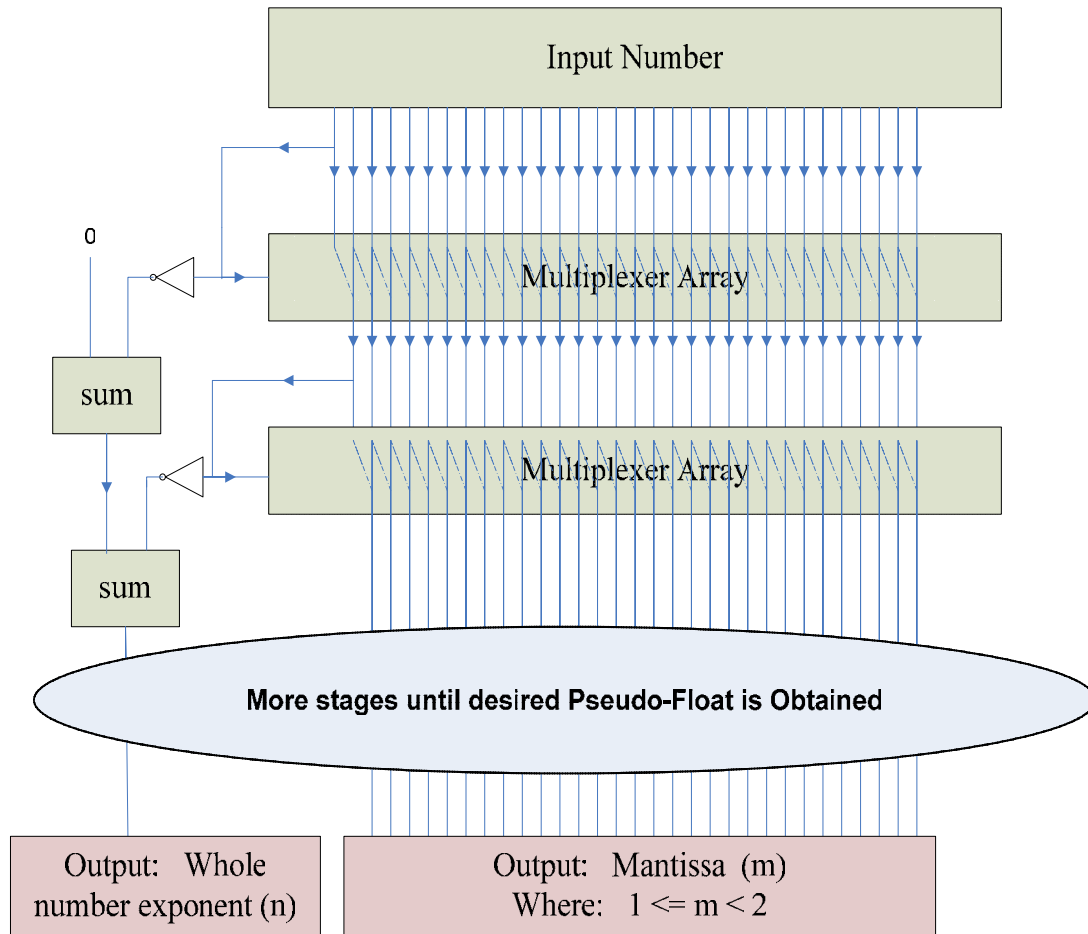 Input Number
0
Multiplexer Array
sum
Multiplexer Array
sum
More stages until desired Pseudo-Float is Obtained
Output: Whole
number exponent (n)
Output: Mantissa (m)
Where: 1 <= m < 2